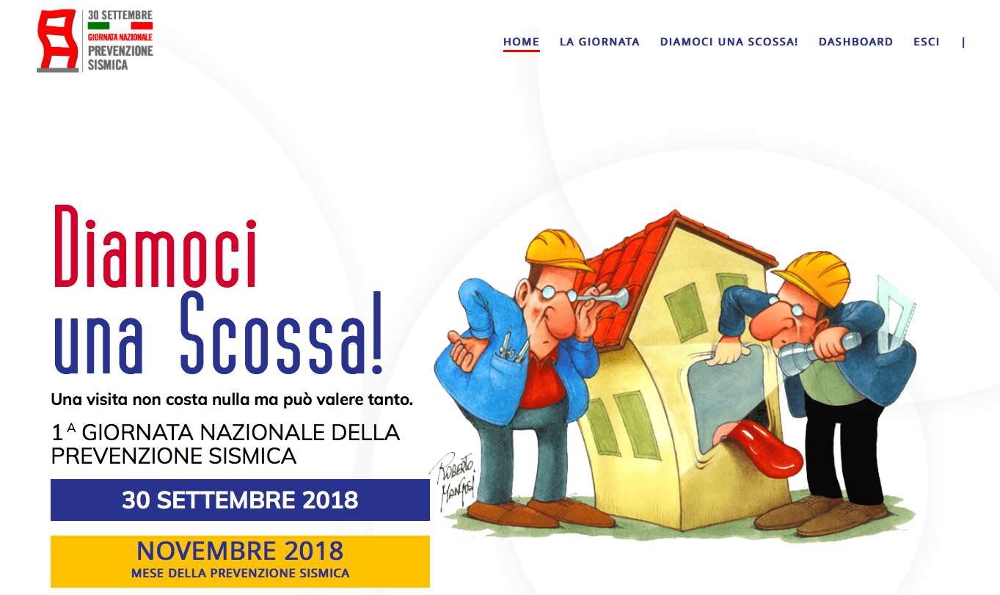 30 SETTEMBRE
GIORNATA NAZIONALE
PREVENZIONE
SISMICA
HOME LA GIORNATA DIAMOCI UNA SCOSSA! DASHBOARD ESCI |
Diamoci
una Scossa!
Una visita non costa nulla ma può valere tanto.
1A GIORNATA NAZIONALE DELLA
PREVENZIONE SISMICA
30 SETTEMBRE 2018
NOVEMBRE 2018
MESE DELLA PREVENZIONE SISMICA
ROBERTO
MANGOSI